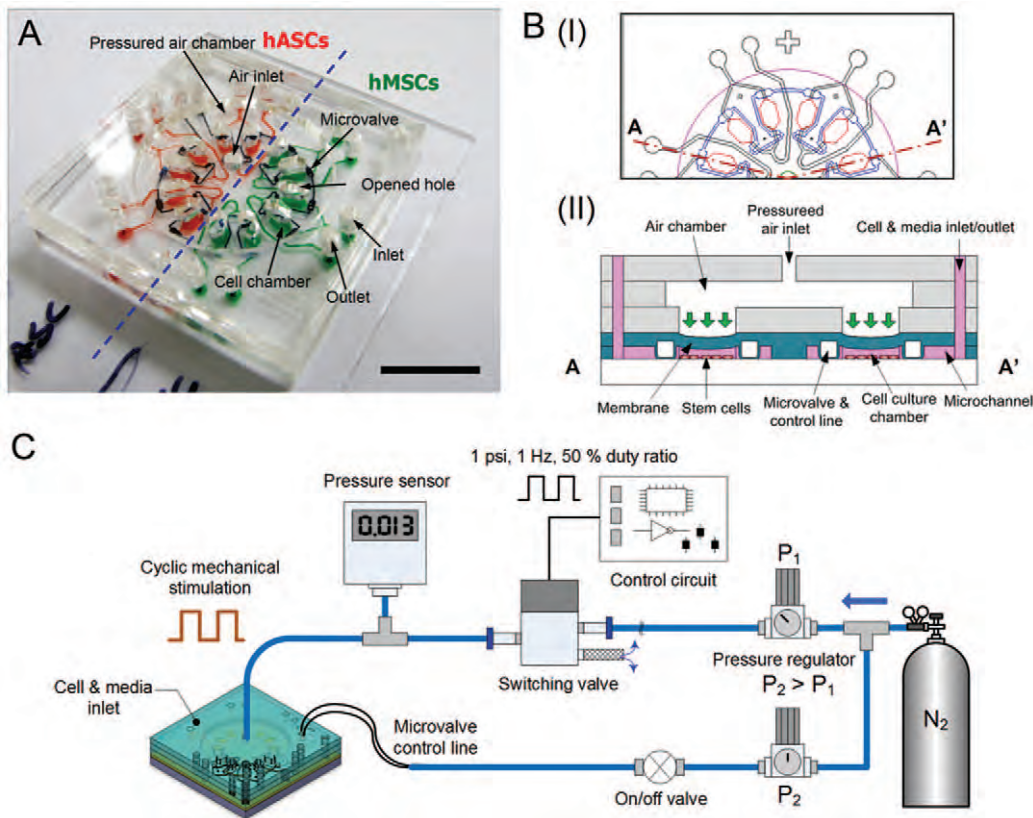 A
Pressured air chamber
hASCs
Air inlet
hMSCs
Microvalve
Opened hole
Inlet
Outlet
Cell chamber
B (I)
A
A'
(II)
Air chamber
Pressureed
air inlet
Cell & media inlet/outlet
A
A'
Membrane
Stem cells
Microvalve &
control line
Cell culture
chamber
Microchannel
C
1 psi, 1 Hz, 50 % duty ratio
Pressure sensor
0.013
Control circuit
Cyclic mechanical
stimulation
P1
Switching valve
Pressure regulator
P2 > P1
Cell & media
inlet
Microvalve
control line
N2
On/off valve
P2